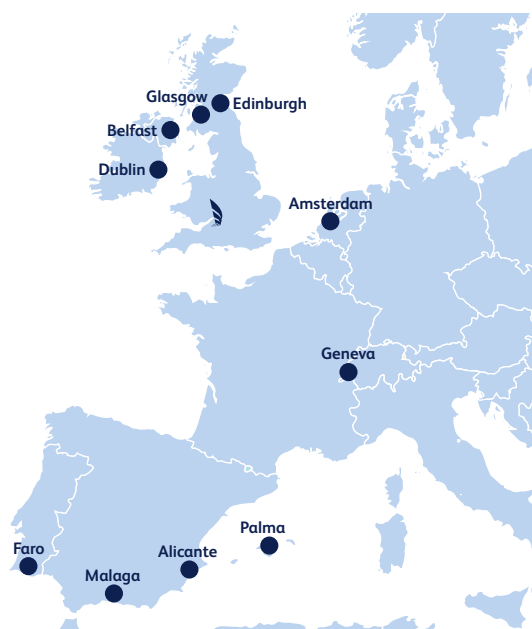 Glasgow
Edinburgh
Belfast
Dublin
Amsterdam
Geneva
Palma
Faro
Alicante
Malaga